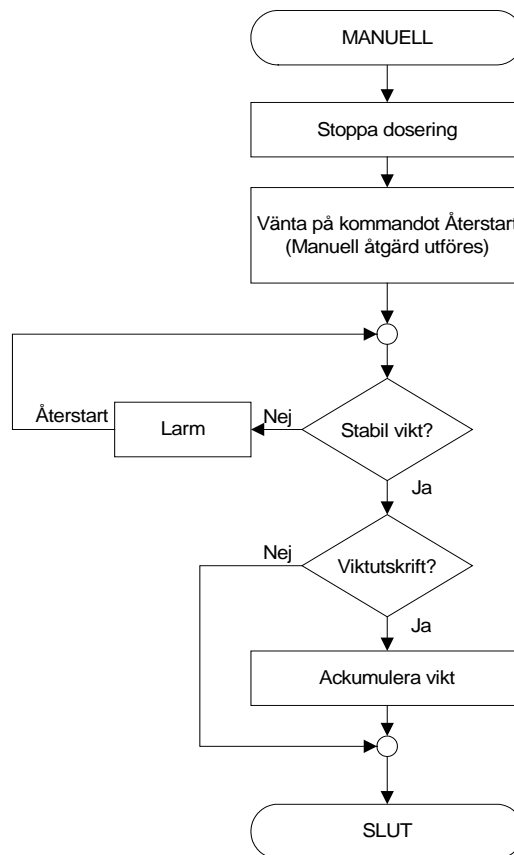 MANUELL
Stoppa dosering
Vänta på kommandot Återstart
(Manuell åtgärd utföres)
Återstart
Larm
Nej
Stabil vikt?
Ja
Nej
Viktutskrift?
Ja
Ackumulera vikt
SLUT